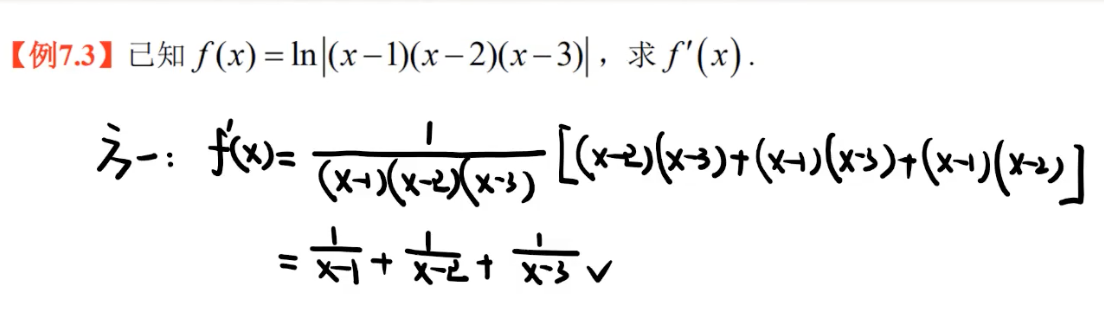 【例7.3】已知 f(x)=ln|(x−1)(x−2)(x−3)|，求 f′(x).
方一：f′(x)= 1/((x-1)(x-2)(x-3)) [(x-2)(x-3)+(x-1)(x-3)+(x-1)(x-2)]
= 1/(x-1) + 1/(x-2) + 1/(x-3) ✓